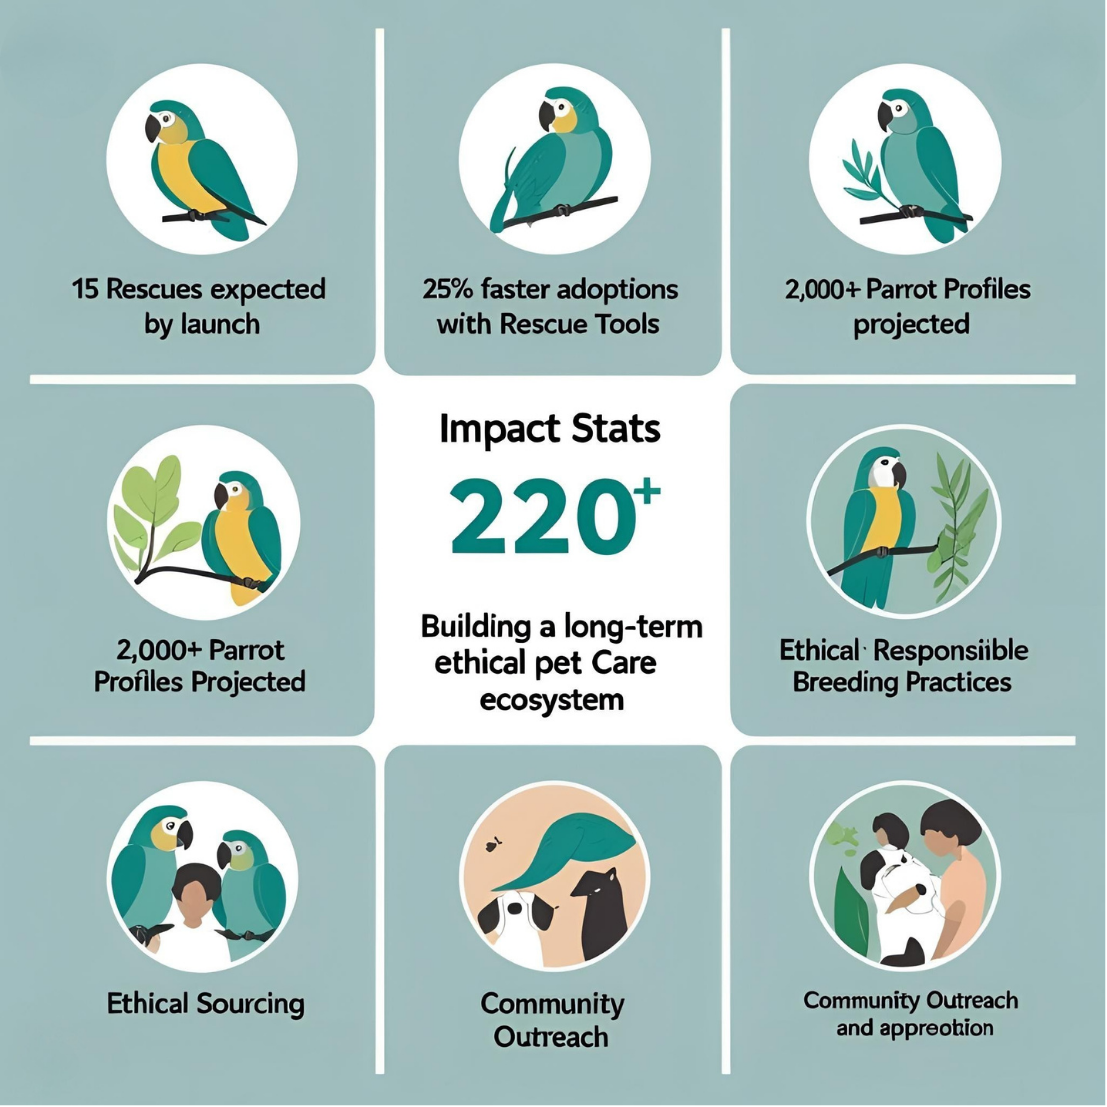 15 Rescues expected
by launch
25% faster adoptions
with Rescue Tools
2,000+ Parrot Profiles
projected
2,000+ Parrot
Profiles Projected
Impact Stats
220+
Building a long-term
ethical pet Care
ecosystem
Ethical· Responsiible
Breeding Practices
Ethical Sourcing
Community
Outreach
Community Outreach
and